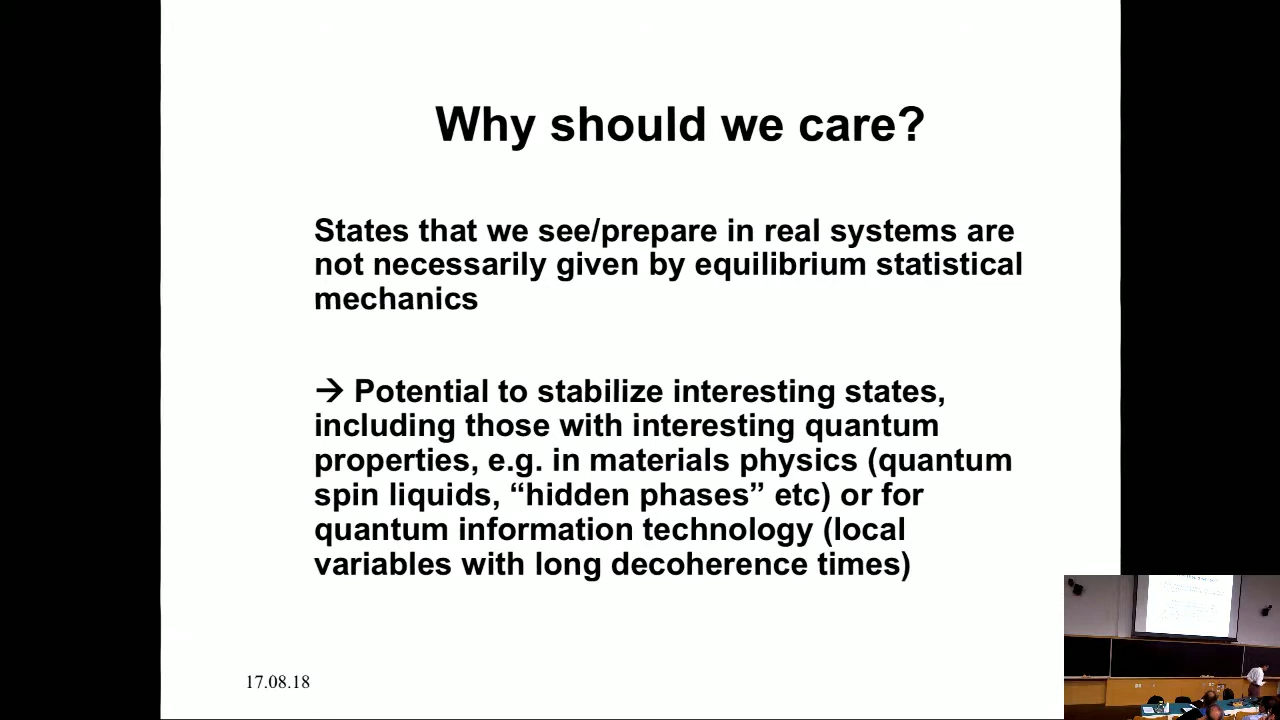 Why should we care?
States that we see/prepare in real systems are
not necessarily given by equilibrium statistical
mechanics
→ Potential to stabilize interesting states,
including those with interesting quantum
properties, e.g. in materials physics (quantum
spin liquids, “hidden phases” etc) or for
quantum information technology (local
variables with long decoherence times)
17.08.18